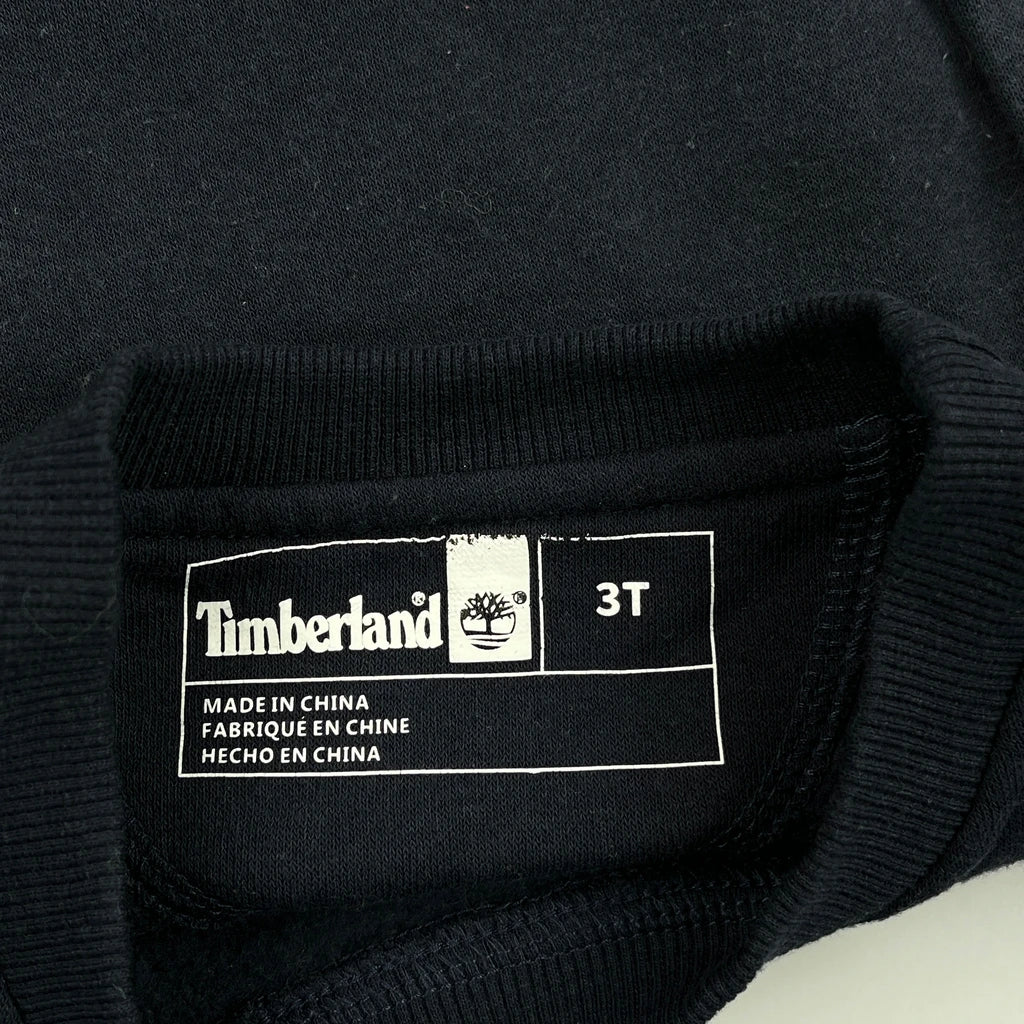 Timberland® ® 3T
MADE IN CHINA
FABRIQUÉ EN CHINE
HECHO EN CHINA